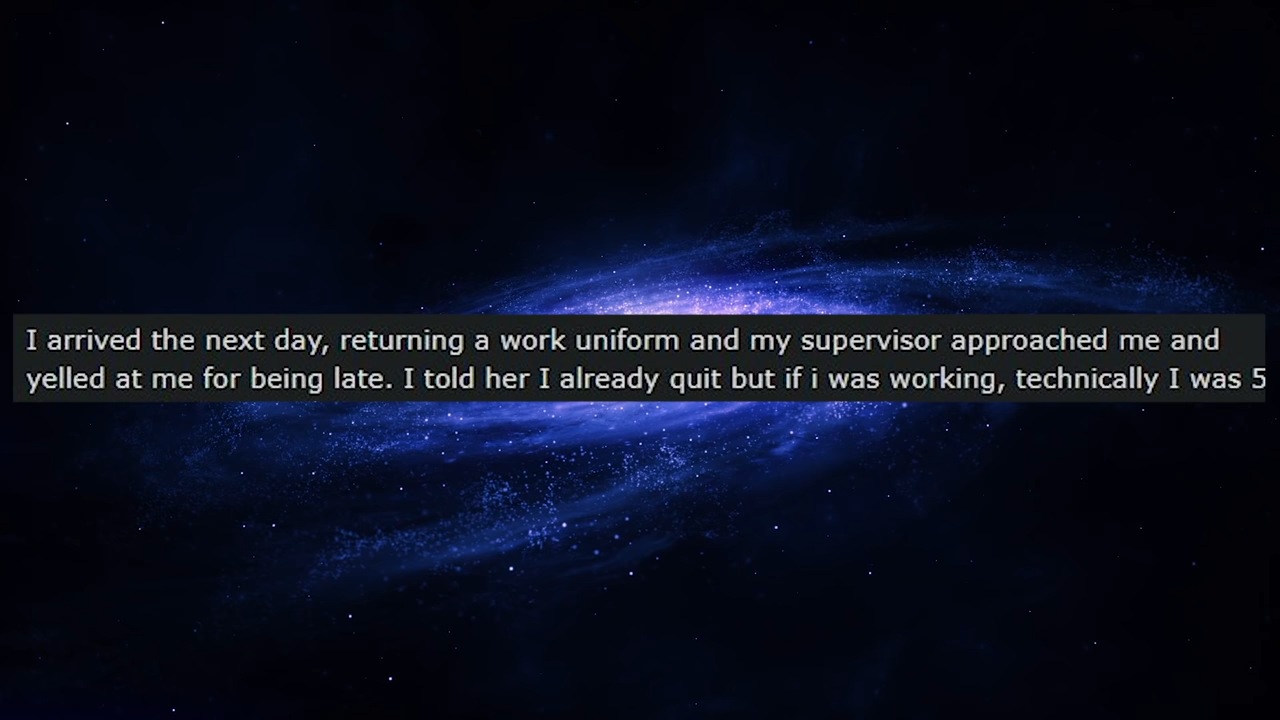 I arrived the next day, returning a work uniform and my supervisor approached me and
yelled at me for being late. I told her I already quit but if i was working, technically I was 5